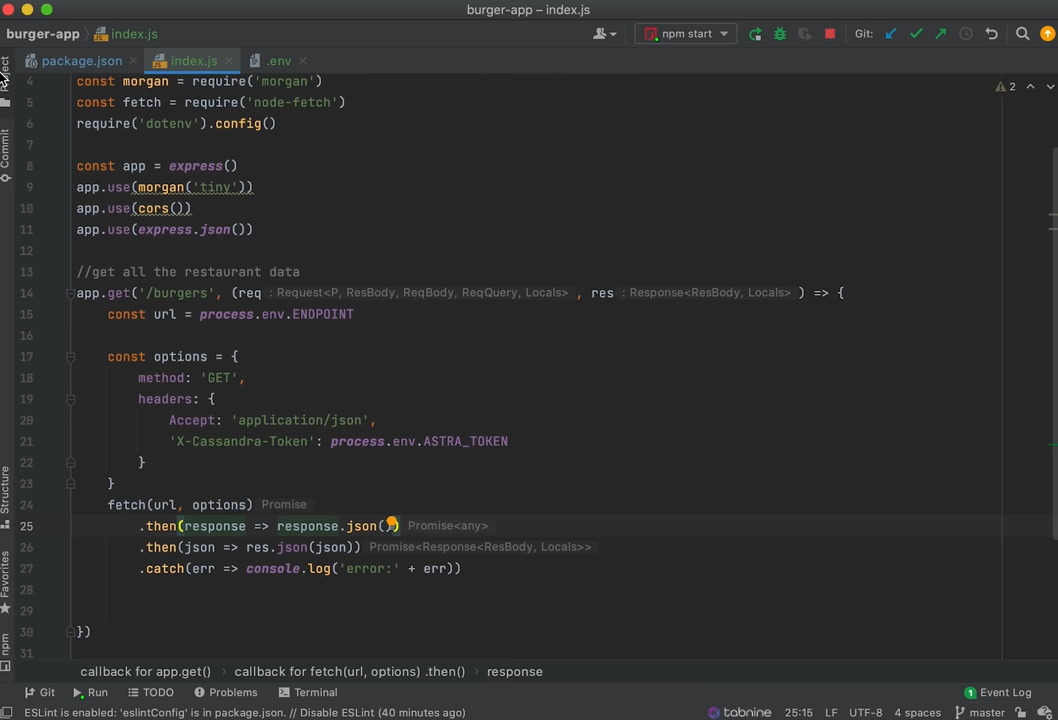 burger-app – index.js
burger-app index.js npm start Git:
package.json index.js .env
Project
Commit
Structure
Favorites
npm
2
4 const morgan = require('morgan')
5 const fetch = require('node-fetch')
6 require('dotenv').config()
7
8 const app = express()
9 app.use(morgan('tiny'))
10 app.use(cors())
11 app.use(express.json())
12
13 //get all the restaurant data
14 app.get('/burgers', (req : Request<P, ResBody, ReqBody, ReqQuery, Locals> , res : Response<ResBody, Locals> ) => {
15 const url = process.env.ENDPOINT
16
17 const options = {
18 method: 'GET',
19 headers: {
20 Accept: 'application/json',
21 'X-Cassandra-Token': process.env.ASTRA_TOKEN
22 }
23 }
24 fetch(url, options) Promise
25 .then(response => response.json()) Promise<any>
26 .then(json => res.json(json)) Promise<Response<ResBody, Locals>>
27 .catch(err => console.log('error:' + err))
28
29
30 })
31
callback for app.get() › callback for fetch(url, options) .then() › response
Git Run TODO Problems Terminal 1 Event Log
ESLint is enabled: 'eslintConfig' is in package.json. // Disable ESLint (40 minutes ago) tabnine 25:15 LF UTF-8 4 spaces master